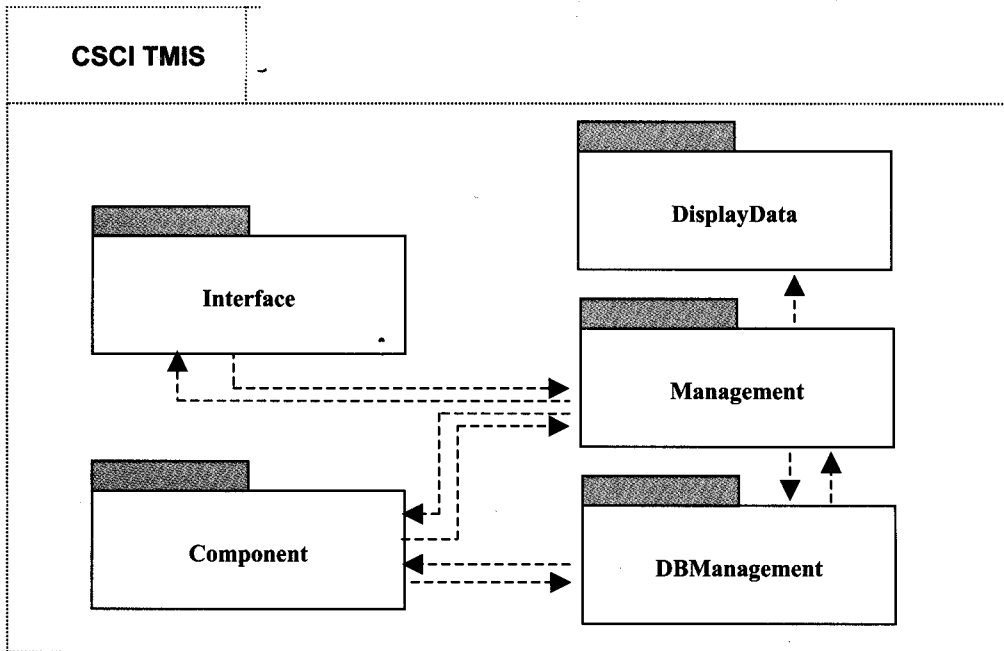 CSCI TMIS
DisplayData
Interface
Management
Component
DBManagement